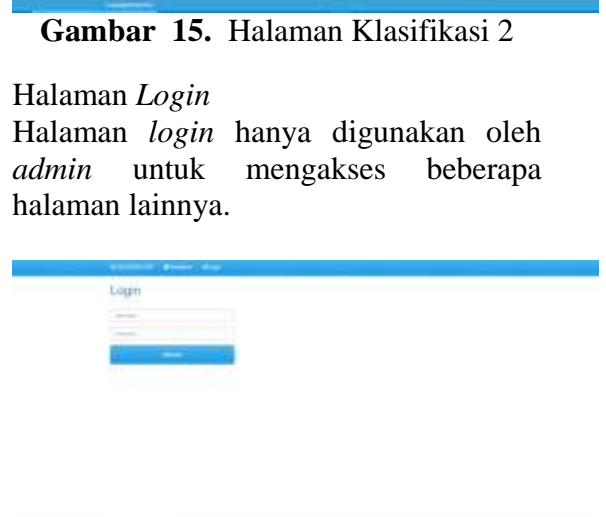 Gambar 15. Halaman Klasifikasi 2
Halaman Login
Halaman login hanya digunakan oleh
admin untuk mengakses beberapa
halaman lainnya.
Login